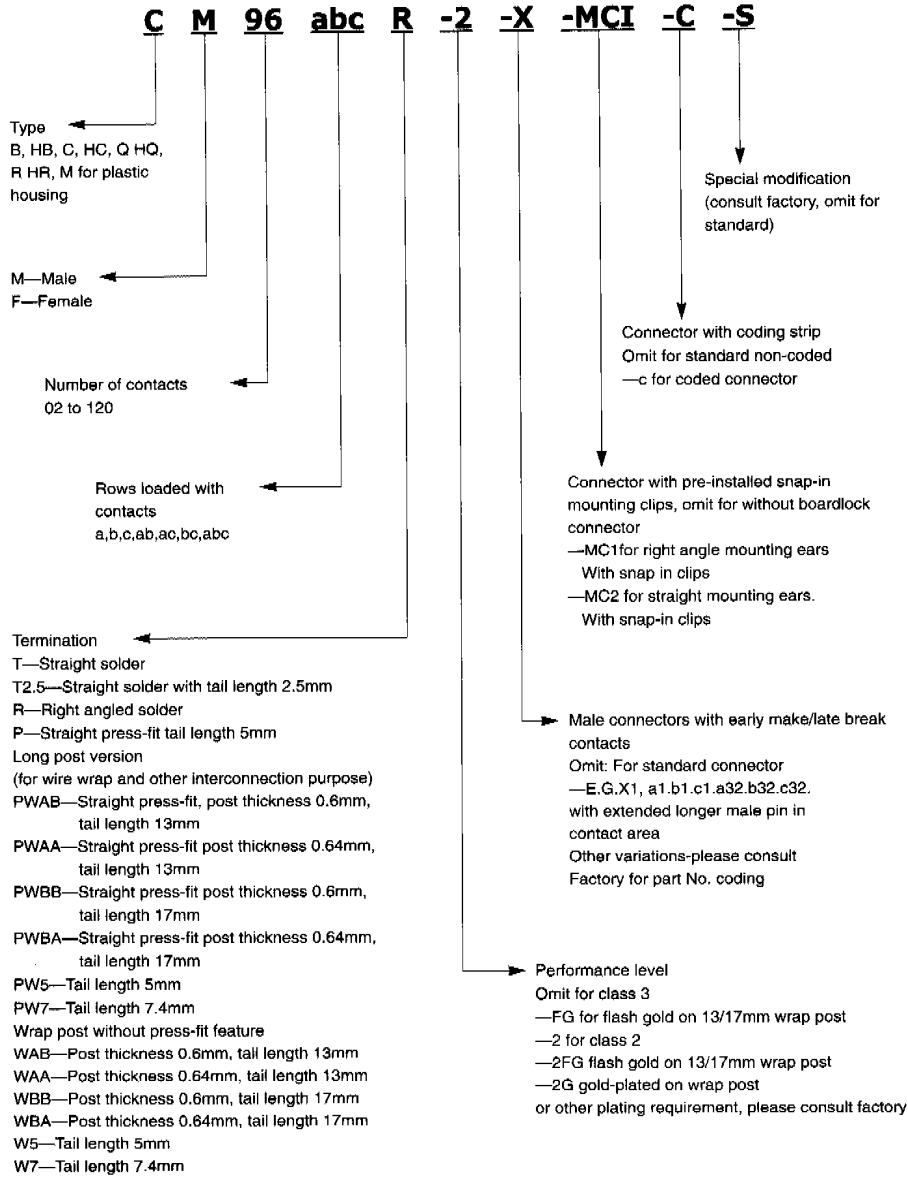 C M 96 abc R -2 -X -MCI -C -S
Type
B, HB, C, HC, Q HQ,
R HR, M for plastic
housing
M—Male
F—Female
Number of contacts
02 to 120
Rows loaded with
contacts
a,b,c,ab,ac,bc,abc
Termination
T—Straight solder
T2.5—Straight solder with tail length 2.5mm
R—Right angled solder
P—Straight press-fit tail length 5mm
Long post version
(for wire wrap and other interconnection purpose)
PWAB—Straight press-fit, post thickness 0.6mm,
tail length 13mm
PWAA—Straight press-fit post thickness 0.64mm,
tail length 13mm
PWBB—Straight press-fit post thickness 0.6mm,
tail length 17mm
PWBA—Straight press-fit post thickness 0.64mm,
tail length 17mm
PW5—Tail length 5mm
PW7—Tail length 7.4mm
Wrap post without press-fit feature
WAB—Post thickness 0.6mm, tail length 13mm
WAA—Post thickness 0.64mm, tail length 13mm
WBB—Post thickness 0.6mm, tail length 17mm
WBA—Post thickness 0.64mm, tail length 17mm
W5—Tail length 5mm
W7—Tail length 7.4mm
Special modification
(consult factory, omit for
standard)
Connector with coding strip
Omit for standard non-coded
—c for coded connector
Connector with pre-installed snap-in
mounting clips, omit for without boardlock
connector
—MC1for right angle mounting ears
With snap in clips
—MC2 for straight mounting ears.
With snap-in clips
Male connectors with early make/late break
contacts
Omit: For standard connector
—E.G.X1, a1.b1.c1.a32.b32.c32.
with extended longer male pin in
contact area
Other variations-please consult
Factory for part No. coding
Performance level
Omit for class 3
—FG for flash gold on 13/17mm wrap post
—2 for class 2
—2FG flash gold on 13/17mm wrap post
—2G gold-plated on wrap post
or other plating requirement, please consult factory